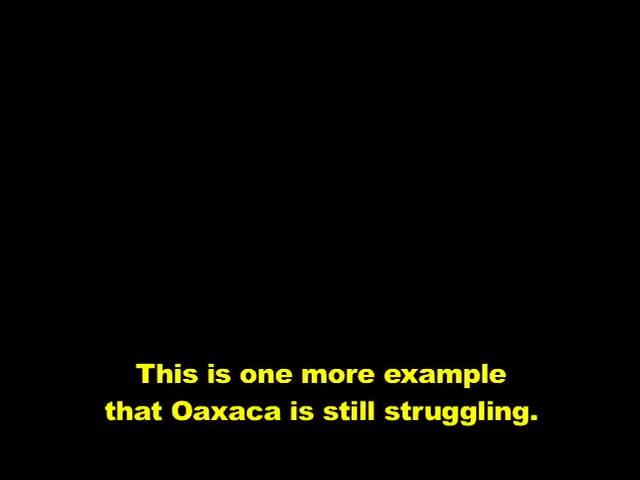 This is one more example
that Oaxaca is still struggling.